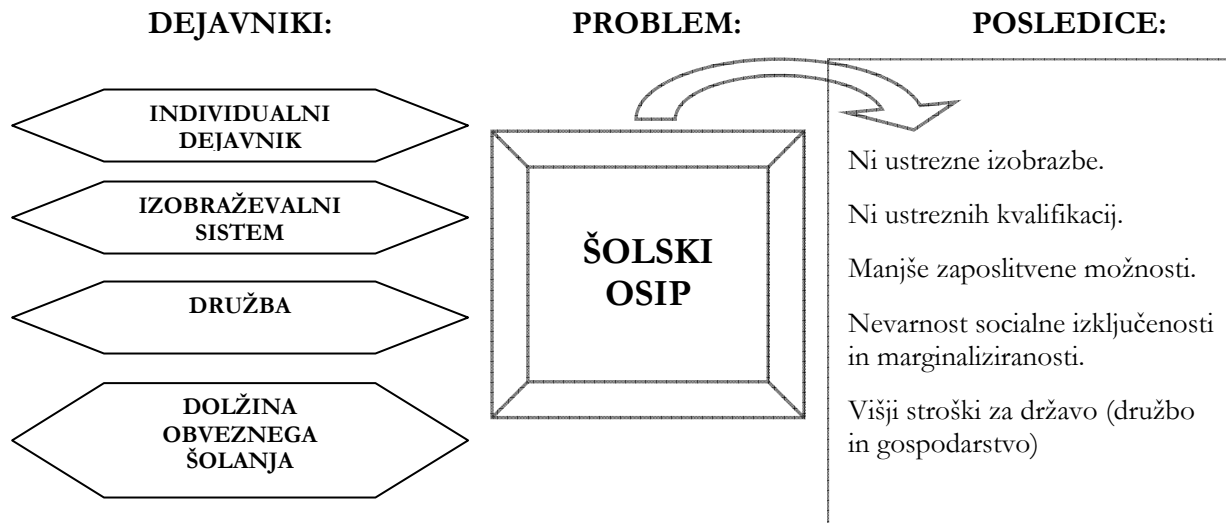 DEJAVNIKI:
PROBLEM:
POSLEDICE:
INDIVIDUALNI
DEJAVNIK
IZOBRAŽEVALNI
SISTEM
DRUŽBA
DOLŽINA
OBVEZNEGA
ŠOLANJA
ŠOLSKI
OSIP
Ni ustrezne izobrazbe.
Ni ustreznih kvalifikacij.
Manjše zaposlitvene možnosti.
Nevarnost socialne izključenosti
in marginaliziranosti.
Višji stroški za državo (družbo
in gospodarstvo)